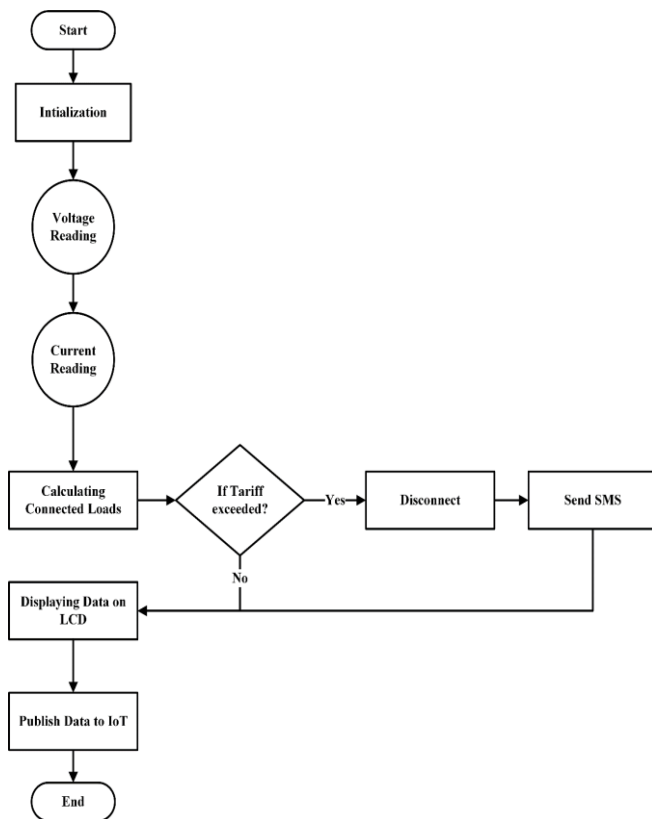 Start
Intialization
Voltage
Reading
Current
Reading
Calculating
Connected Loads
If Tariff
exceeded?
Yes
Disconnect
Send SMS
No
Displaying Data on
LCD
Publish Data to IoT
End